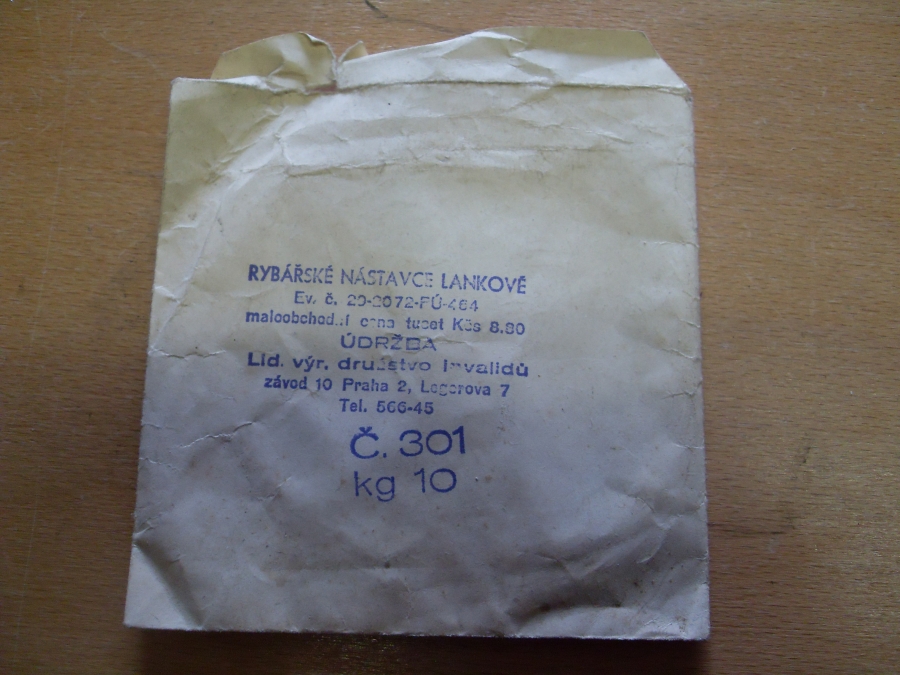 RYBÁŘSKÉ NÁSTAVCE LANKOVÉ
Ev. č. 20-2072-FÚ-464
maloobchod.í cena tucet Kčs 8.80
ÚDRŽBA
Lid. výr. družstvo invalidů
závod 10 Praha 2, Legerova 7
Tel. 566-45
Č. 301
kg 10